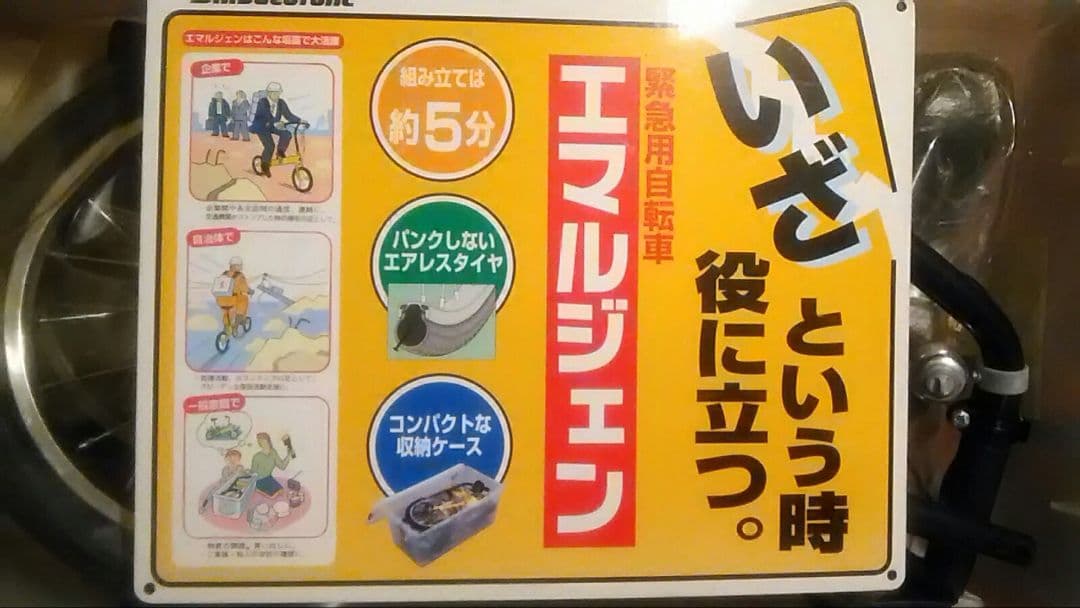 いざ
という時
役に立つ。
緊急用自転車
エマルジェン
組み立ては
約5分
パンクしない
エアレスタイヤ
コンパクトな
収納ケース
エマルジェンはこんな場面で大活躍
企業で
自治体で
一般家庭で